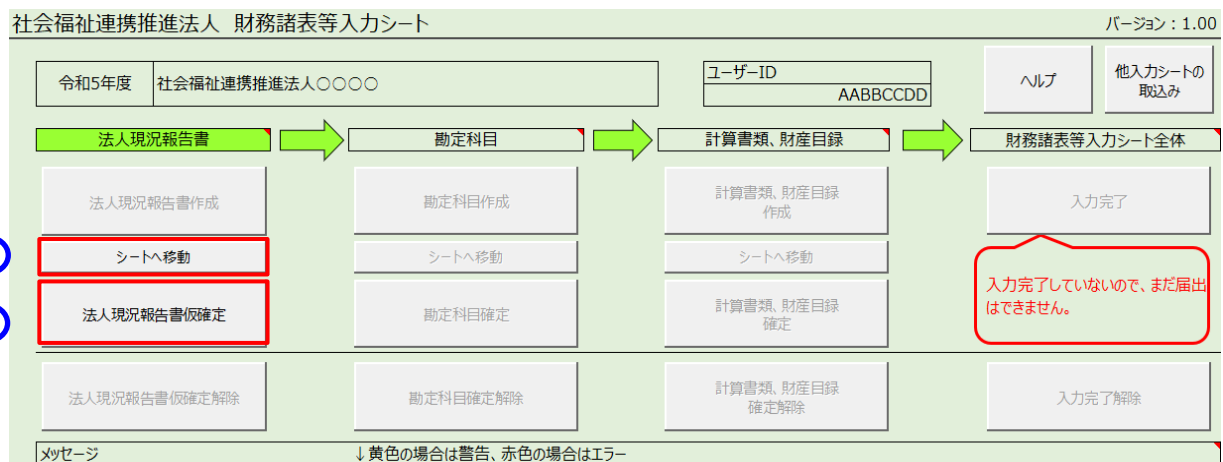 社会福祉連携推進法人 財務諸表等入力シート
バージョン：1.00
令和5年度
社会福祉連携推進法人○○○○
ユーザーID
AABBCCDD
ヘルプ
他入力シートの
取込み
法人現況報告書
勘定科目
計算書類、財産目録
財務諸表等入力シート全体
法人現況報告書作成
勘定科目作成
計算書類、財産目録
作成
入力完了
シートへ移動
シートへ移動
シートへ移動
入力完了していないので、まだ届出
はできません。
法人現況報告書仮確定
勘定科目確定
計算書類、財産目録
確定
法人現況報告書仮確定解除
勘定科目確定解除
計算書類、財産目録
確定解除
入力完了解除
メッセージ
↓黄色の場合は警告、赤色の場合はエラー